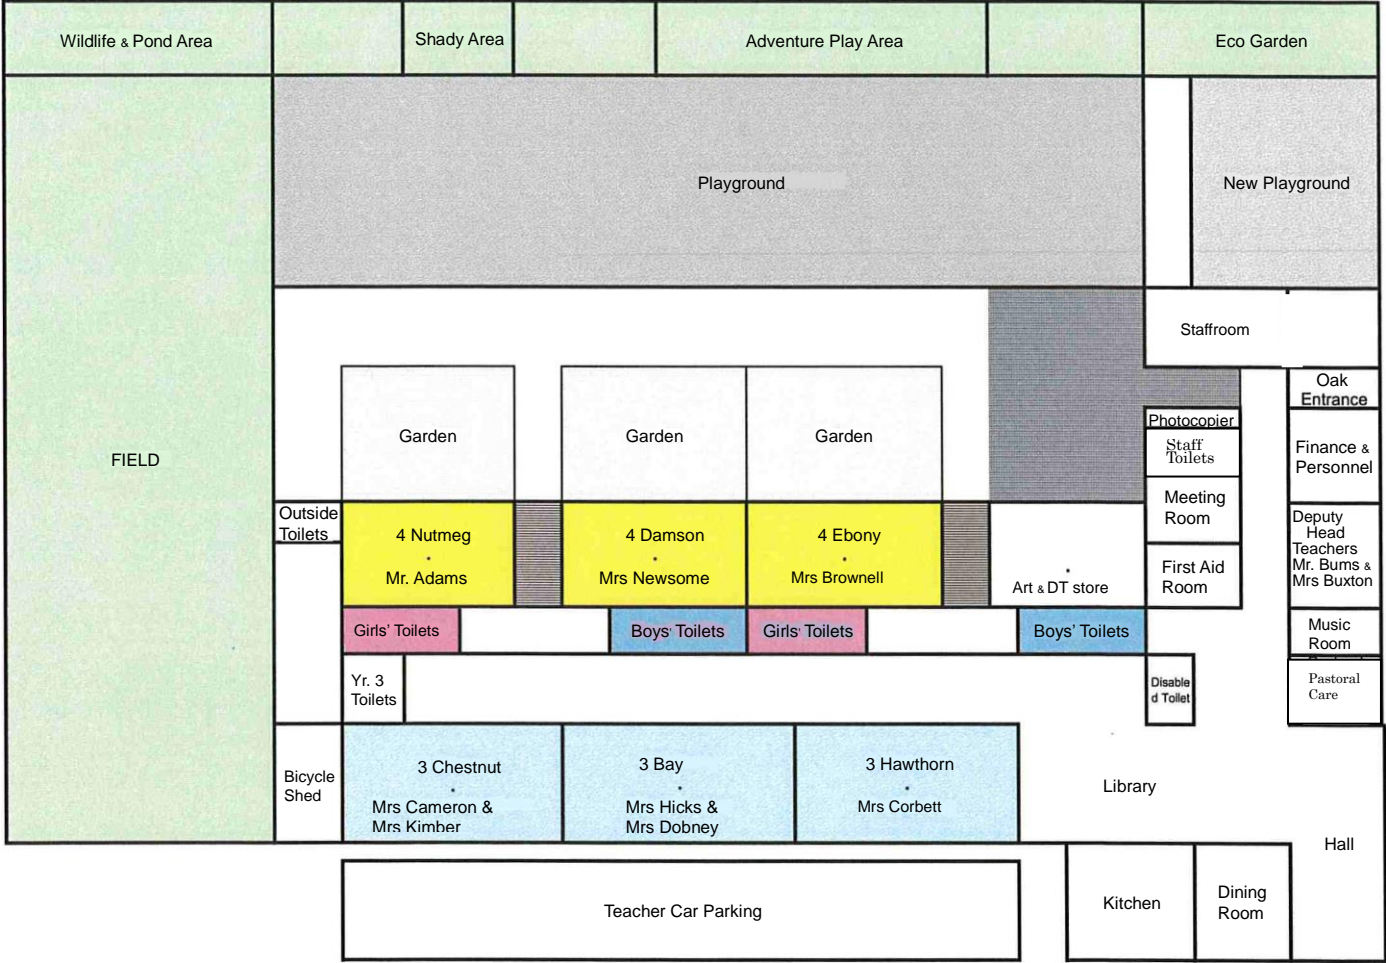 Wildlife & Pond Area
Shady Area
Adventure Play Area
Eco Garden
Playground
New Playground
Staffroom
Oak
Entrance
Garden
Garden
Garden
Photocopier
Staff
Toilets
Finance &
Personnel
FIELD
Meeting
Room
Outside
Toilets
4 Nutmeg
Mr. Adams
4 Damson
Mrs Newsome
4 Ebony
Mrs Brownell
Art & DT store
First Aid
Room
Deputy
Head
Teachers
Mr. Bums &
Mrs Buxton
Girls' Toilets
Boys' Toilets
Girls' Toilets
Boys' Toilets
Music
Room
Yr. 3
Toilets
Disable
d Toilet
Pastoral
Care
Bicycle
Shed
3 Chestnut
Mrs Cameron &
Mrs Kimber
3 Bay
Mrs Hicks &
Mrs Dobney
3 Hawthorn
Mrs Corbett
Library
Hall
Teacher Car Parking
Kitchen
Dining
Room